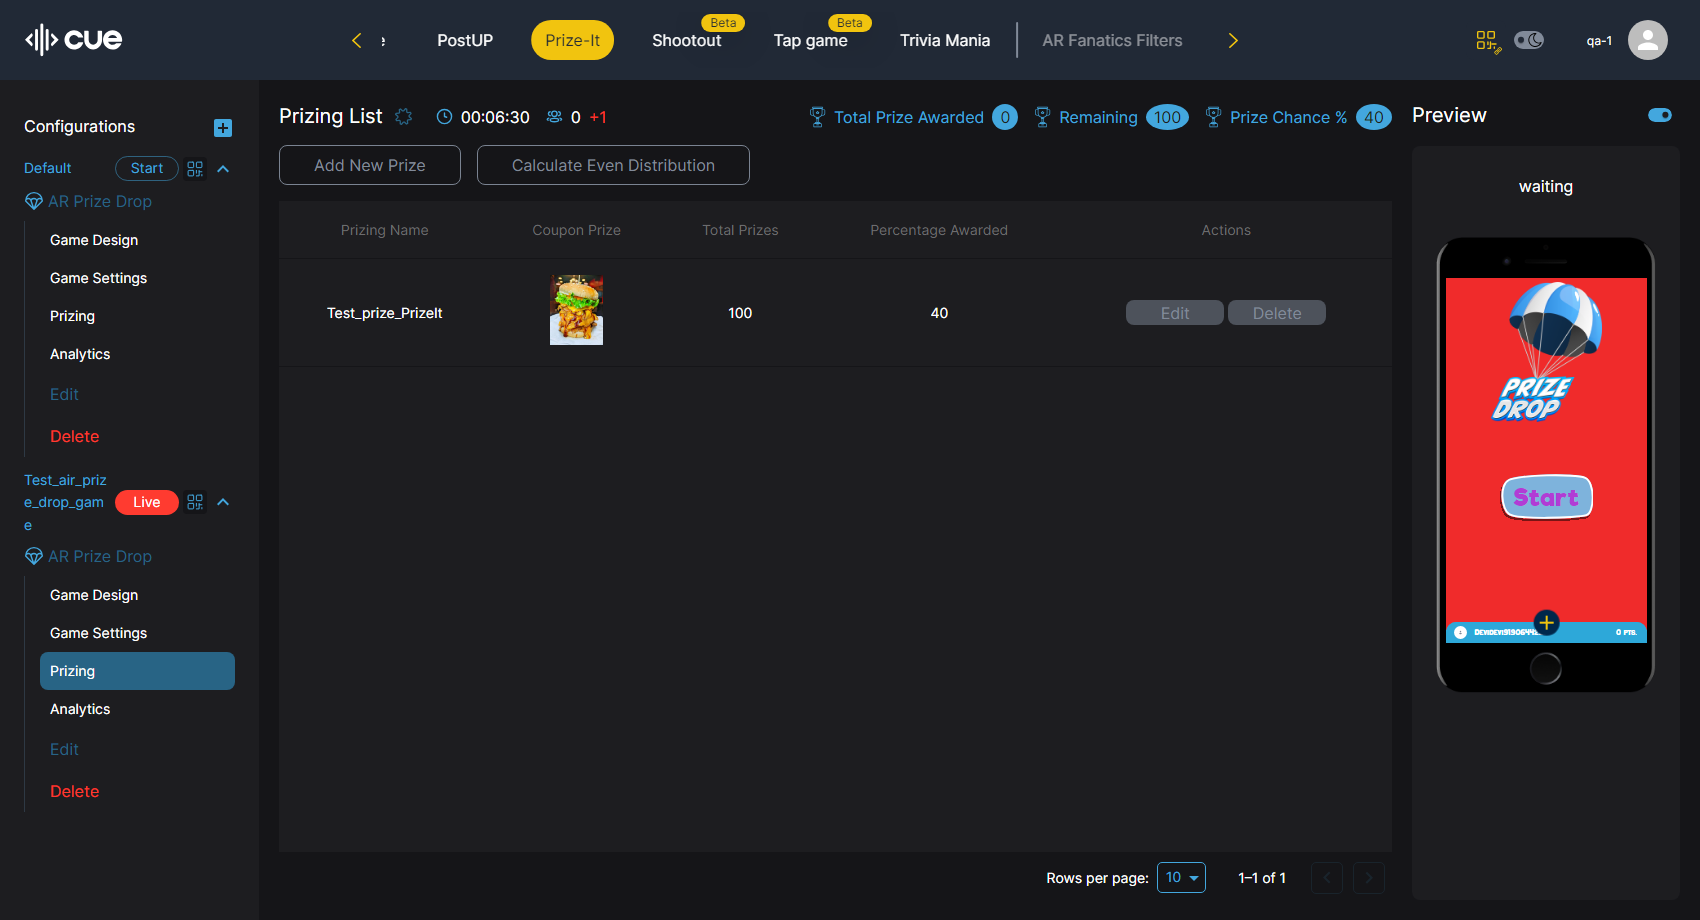 cue
PostUP
Prize-It
Shootout
Beta
Tap game
Beta
Trivia Mania
AR Fanatics Filters
qa-1
Configurations
Default
Start
AR Prize Drop
Game Design
Game Settings
Prizing
Analytics
Edit
Delete
Test_air_priz
e_drop_gam
e
Live
AR Prize Drop
Game Design
Game Settings
Prizing
Analytics
Edit
Delete
Prizing List
00:06:30
0 +1
Total Prize Awarded 0
Remaining 100
Prize Chance % 40
Add New Prize
Calculate Even Distribution
Prizing Name
Coupon Prize
Total Prizes
Percentage Awarded
Actions
Test_prize_PrizeIt
100
40
Edit
Delete
Rows per page: 10
1–1 of 1
Preview
waiting
PRIZE
DROP
Start
0 PTS.